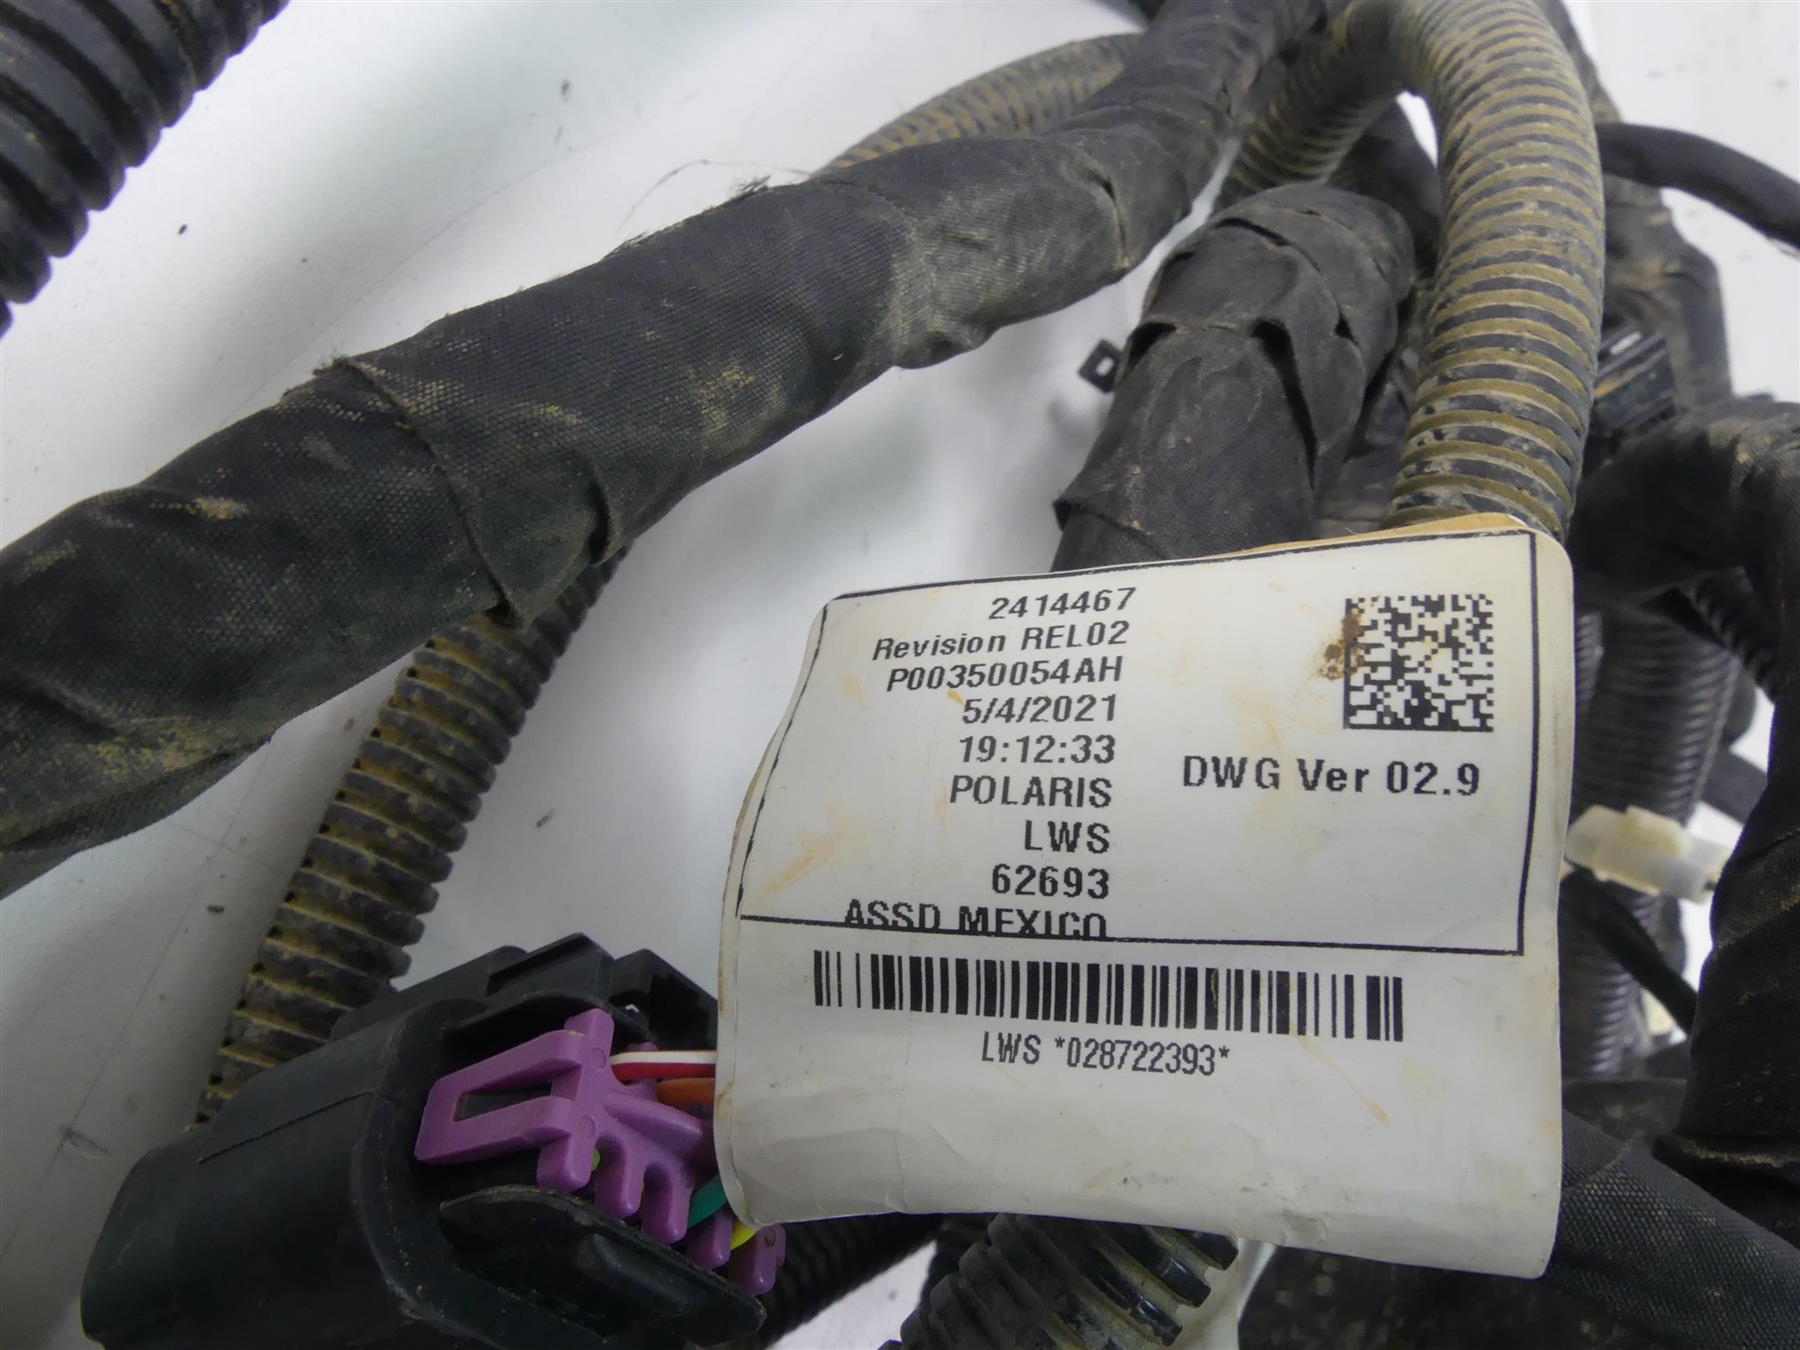 2414467
Revision REL02
P00350054AH
5/4/2021
19:12:33
POLARIS
LWS
62693
ASSD MEXICO
DWG Ver 02.9
LWS *028722393*